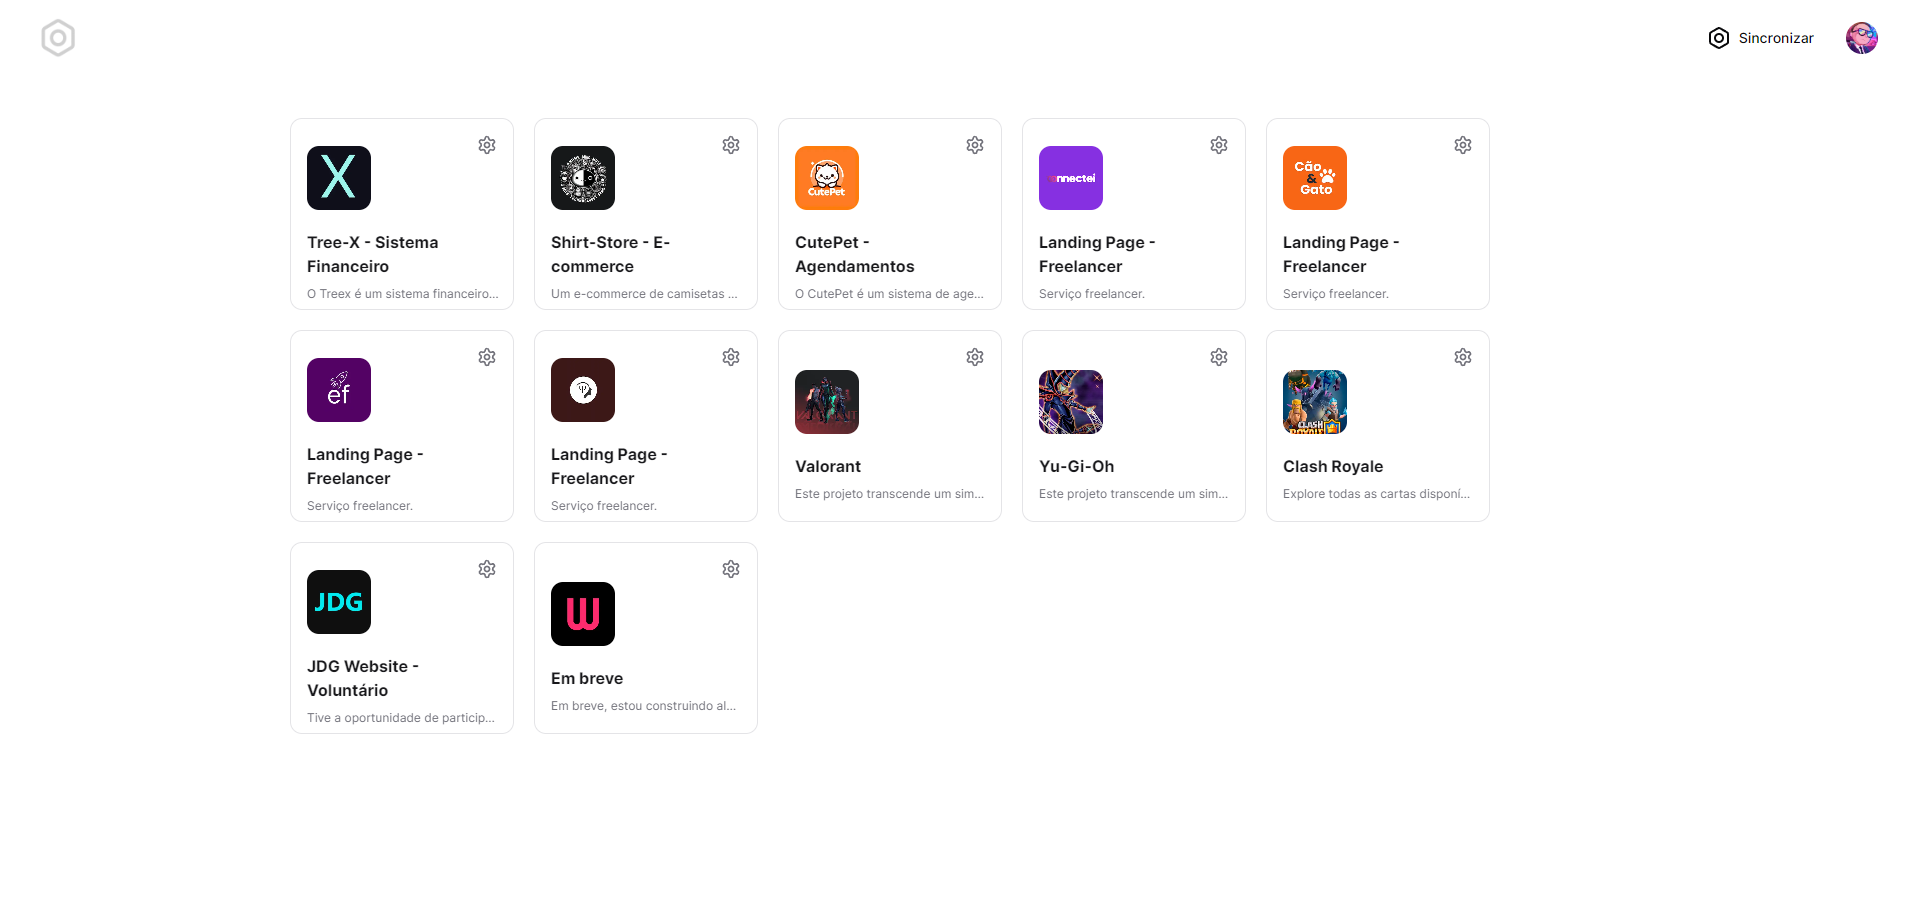 Sincronizar
X
Tree-X - Sistema
Financeiro
O Treex é um sistema financeiro...
Shirt-Store - E-
commerce
Um e-commerce de camisetas ...
CutePet
CutePet -
Agendamentos
O CutePet é um sistema de age...
nnectei
Landing Page -
Freelancer
Serviço freelancer.
Cão
&
Gato
Landing Page -
Freelancer
Serviço freelancer.
ef
Landing Page -
Freelancer
Serviço freelancer.
Landing Page -
Freelancer
Serviço freelancer.
Valorant
Este projeto transcende um sim...
Yu-Gi-Oh
Este projeto transcende um sim...
CLASH
ROYALE
Clash Royale
Explore todas as cartas disponí...
JDG
JDG Website -
Voluntário
Tive a oportunidade de particip...
W
Em breve
Em breve, estou construindo al...